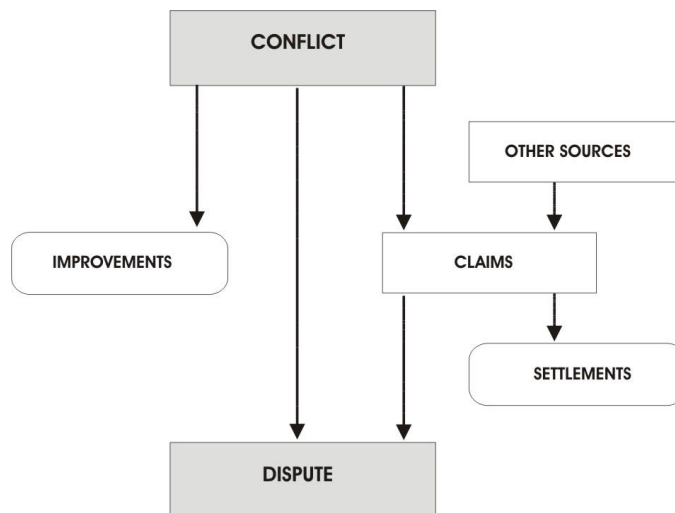 CONFLICT
OTHER SOURCES
IMPROVEMENTS
CLAIMS
SETTLEMENTS
DISPUTE